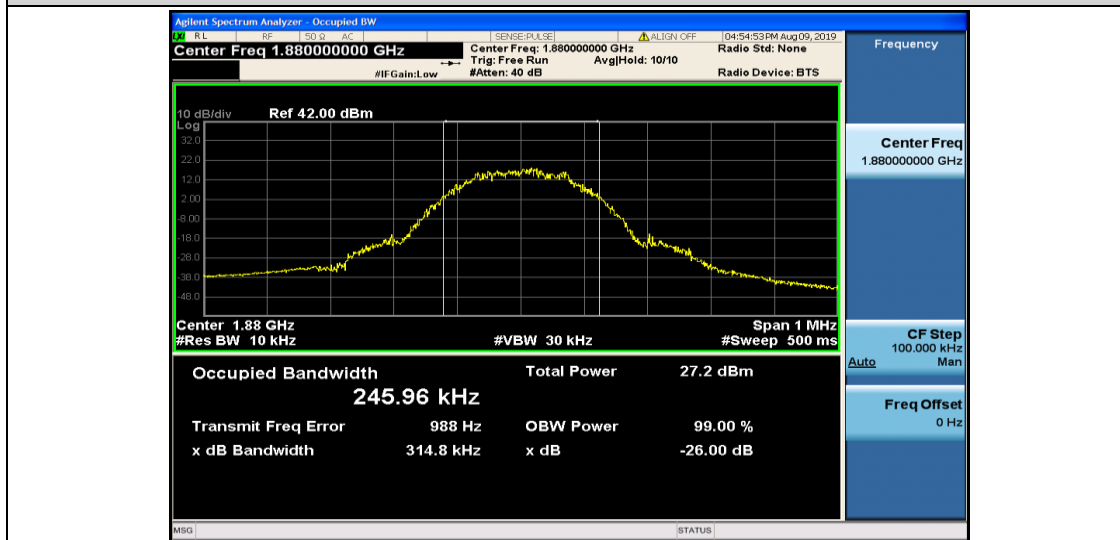 Agilent Spectrum Analyzer - Occupied BW
LXI RL RF 50 Ω AC SENSE:PULSE ALIGN OFF 04:54:53 PM Aug 09, 2019
Center Freq 1.880000000 GHz
Center Freq: 1.880000000 GHz
Radio Std: None
Trig: Free Run Avg|Hold: 10/10
#IFGain:Low #Atten: 40 dB Radio Device: BTS
10 dB/div Ref 42.00 dBm
Log
32.0
22.0
12.0
2.00
-8.00
-18.0
-28.0
-38.0
-48.0
Center 1.88 GHz Span 1 MHz
#Res BW 10 kHz #VBW 30 kHz #Sweep 500 ms
Occupied Bandwidth Total Power 27.2 dBm
245.96 kHz
Transmit Freq Error 988 Hz OBW Power 99.00 %
x dB Bandwidth 314.8 kHz x dB -26.00 dB
MSG STATUS
Frequency
Center Freq
1.880000000 GHz
CF Step
100.000 kHz
Auto Man
Freq Offset
0 Hz